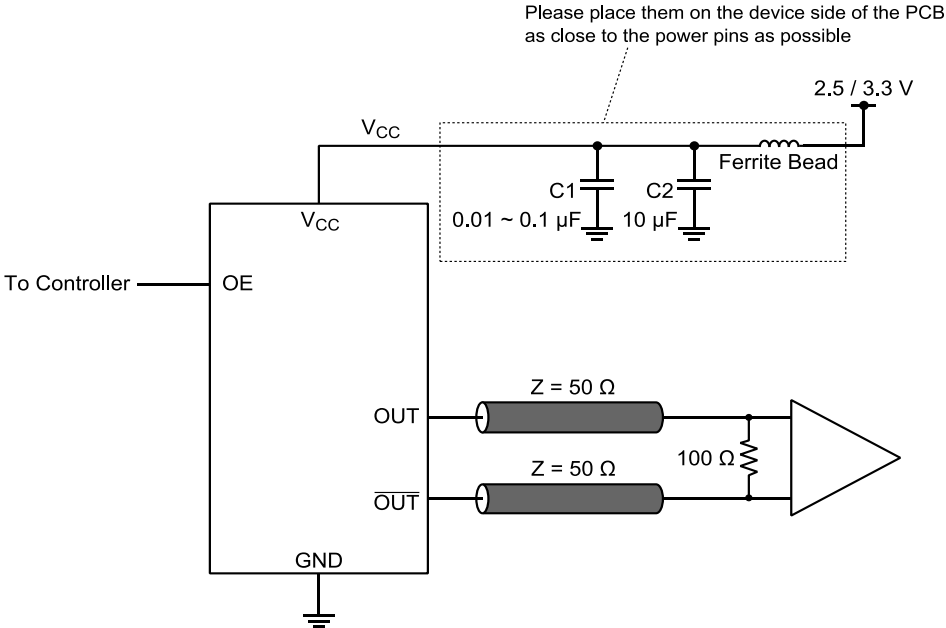 Please place them on the device side of the PCB
as close to the power pins as possible
2.5 / 3.3 V
VCC
Ferrite Bead
C1
C2
0.01 ~ 0.1 µF
10 µF
VCC
To Controller
OE
Z = 50 Ω
OUT
100 Ω
Z = 50 Ω
OUT
GND